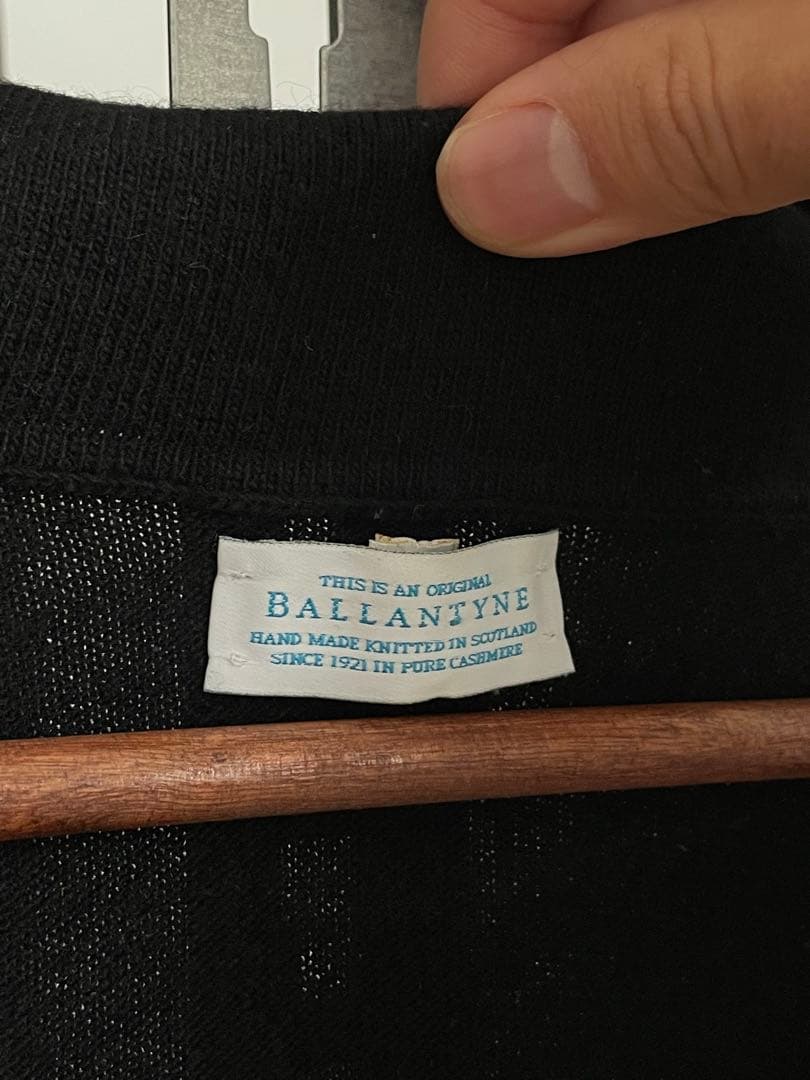 THIS IS AN ORIGINAL
BALLANTYNE
HAND MADE KNITTED IN SCOTLAND
SINCE 1921 IN PURE CASHMERE